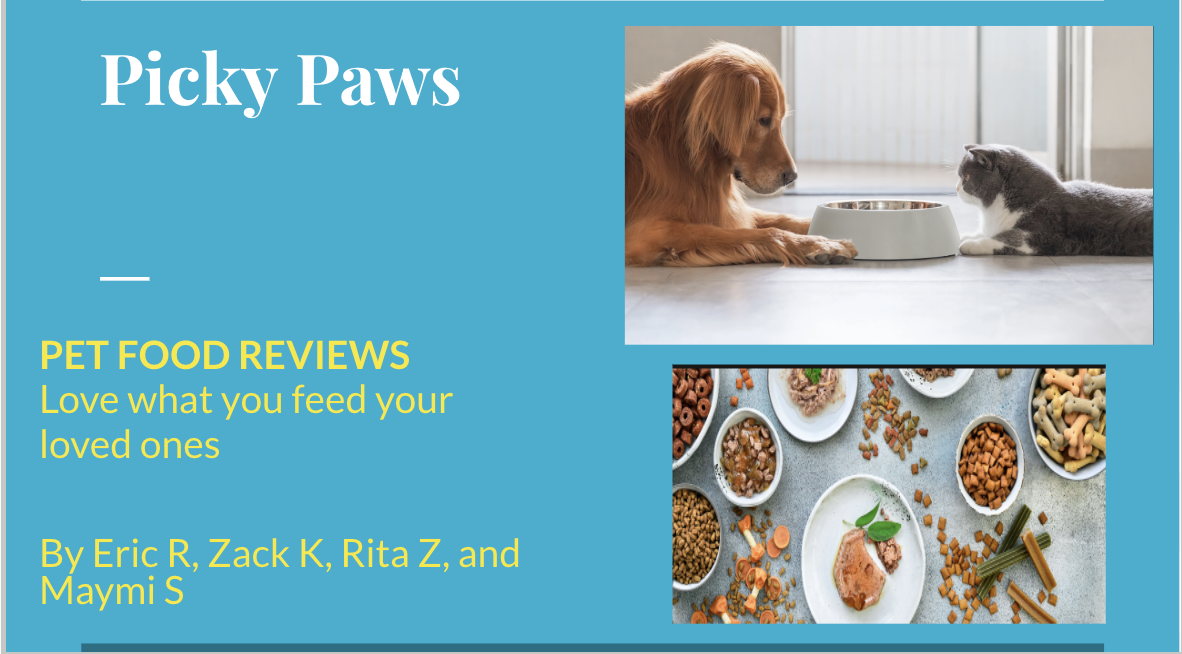 Picky Paws
PET FOOD REVIEWS
Love what you feed your
loved ones
By Eric R, Zack K, Rita Z, and
Maymi S